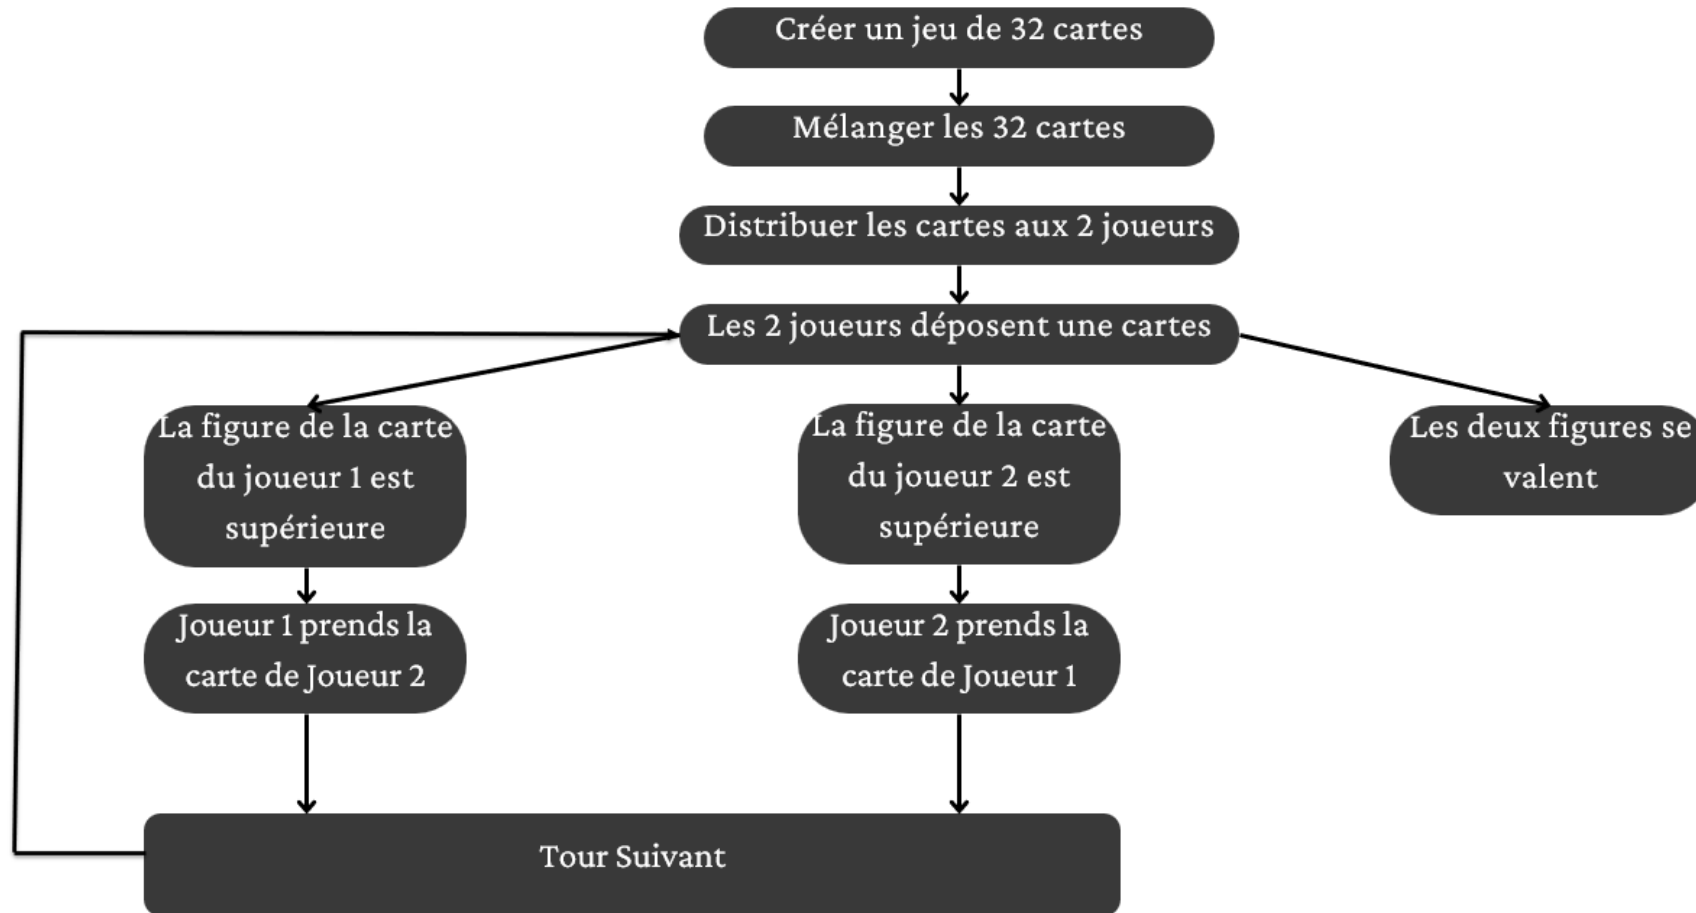 Créer un jeu de 32 cartes
Mélanger les 32 cartes
Distribuer les cartes aux 2 joueurs
Les 2 joueurs déposent une cartes
La figure de la carte
du joueur 1 est
supérieure
La figure de la carte
du joueur 2 est
supérieure
Les deux figures se
valent
Joueur 1 prends la
carte de Joueur 2
Joueur 2 prends la
carte de Joueur 1
Tour Suivant